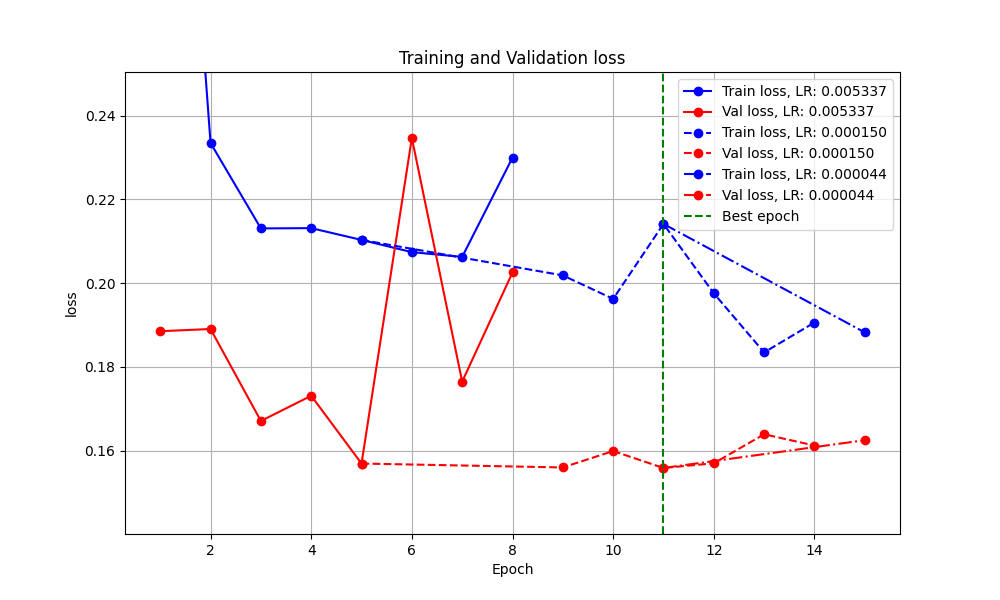 Training and Validation loss
Train loss, LR: 0.005337
Val loss, LR: 0.005337
Train loss, LR: 0.000150
Val loss, LR: 0.000150
Train loss, LR: 0.000044
Val loss, LR: 0.000044
Best epoch
loss
0.24
0.22
0.20
0.18
0.16
2 4 6 8 10 12 14
Epoch